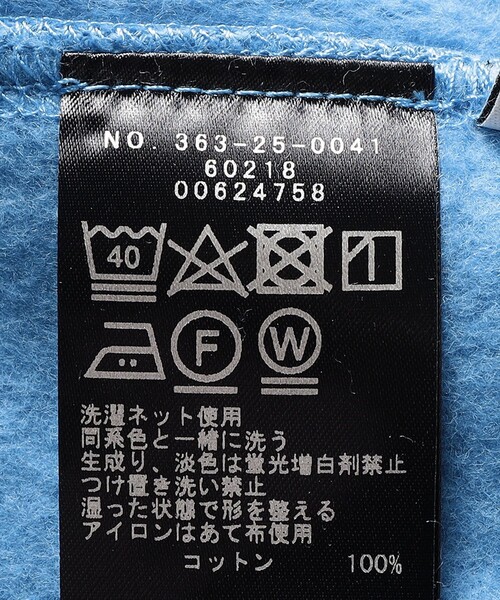 NO. 363-25-0041
60218
00624758
40
F W
洗濯ネット使用
同系色と一緒に洗う
生成り、淡色は蛍光増白剤禁止
つけ置き洗い禁止
湿った状態で形を整える
アイロンはあて布使用
コットン 100%